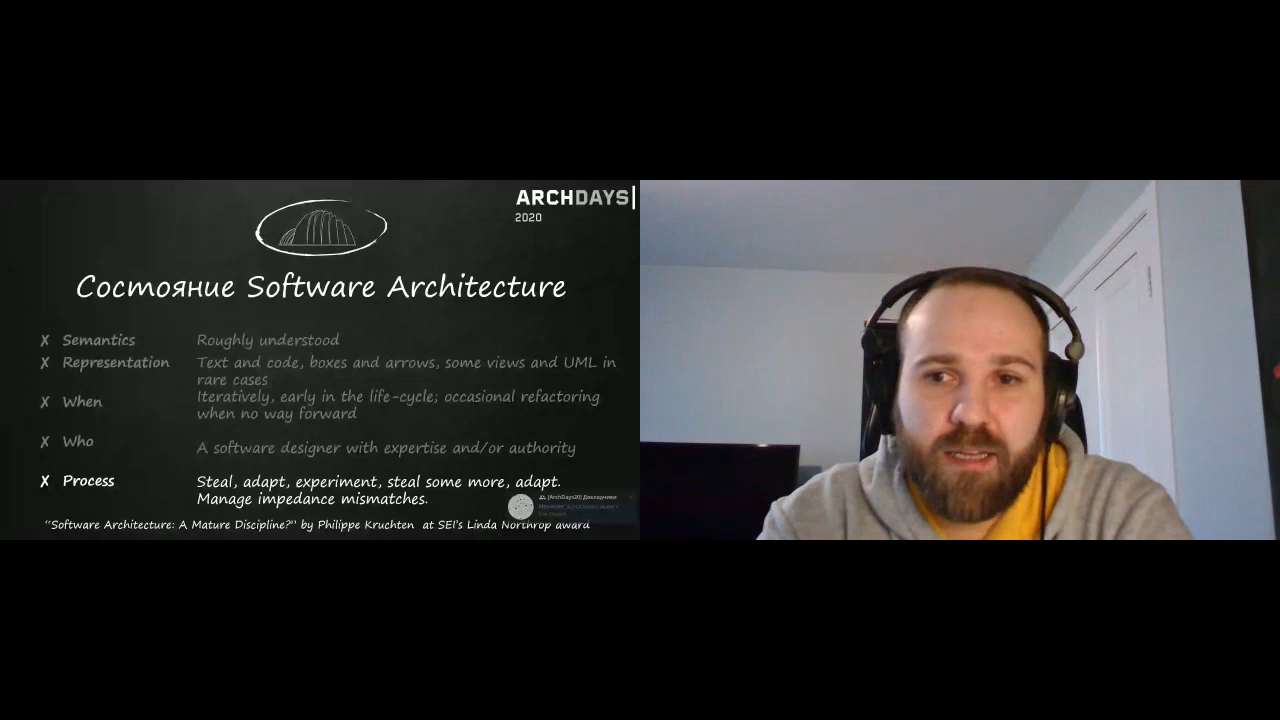 ARCHDAYS
2020
Состояние Software Architecture
✗ Semantics Roughly understood
✗ Representation Text and code, boxes and arrows, some views and UML in
rare cases
✗ When Iteratively, early in the life-cycle; occasional refactoring
when no way forward
✗ Who A software designer with expertise and/or authority
✗ Process Steal, adapt, experiment, steal some more, adapt.
Manage impedance mismatches.
[ArchDays20] Докладчики
"Software Architecture: A Mature Discipline?" by Philippe Kruchten at SEI's Linda Northrop award